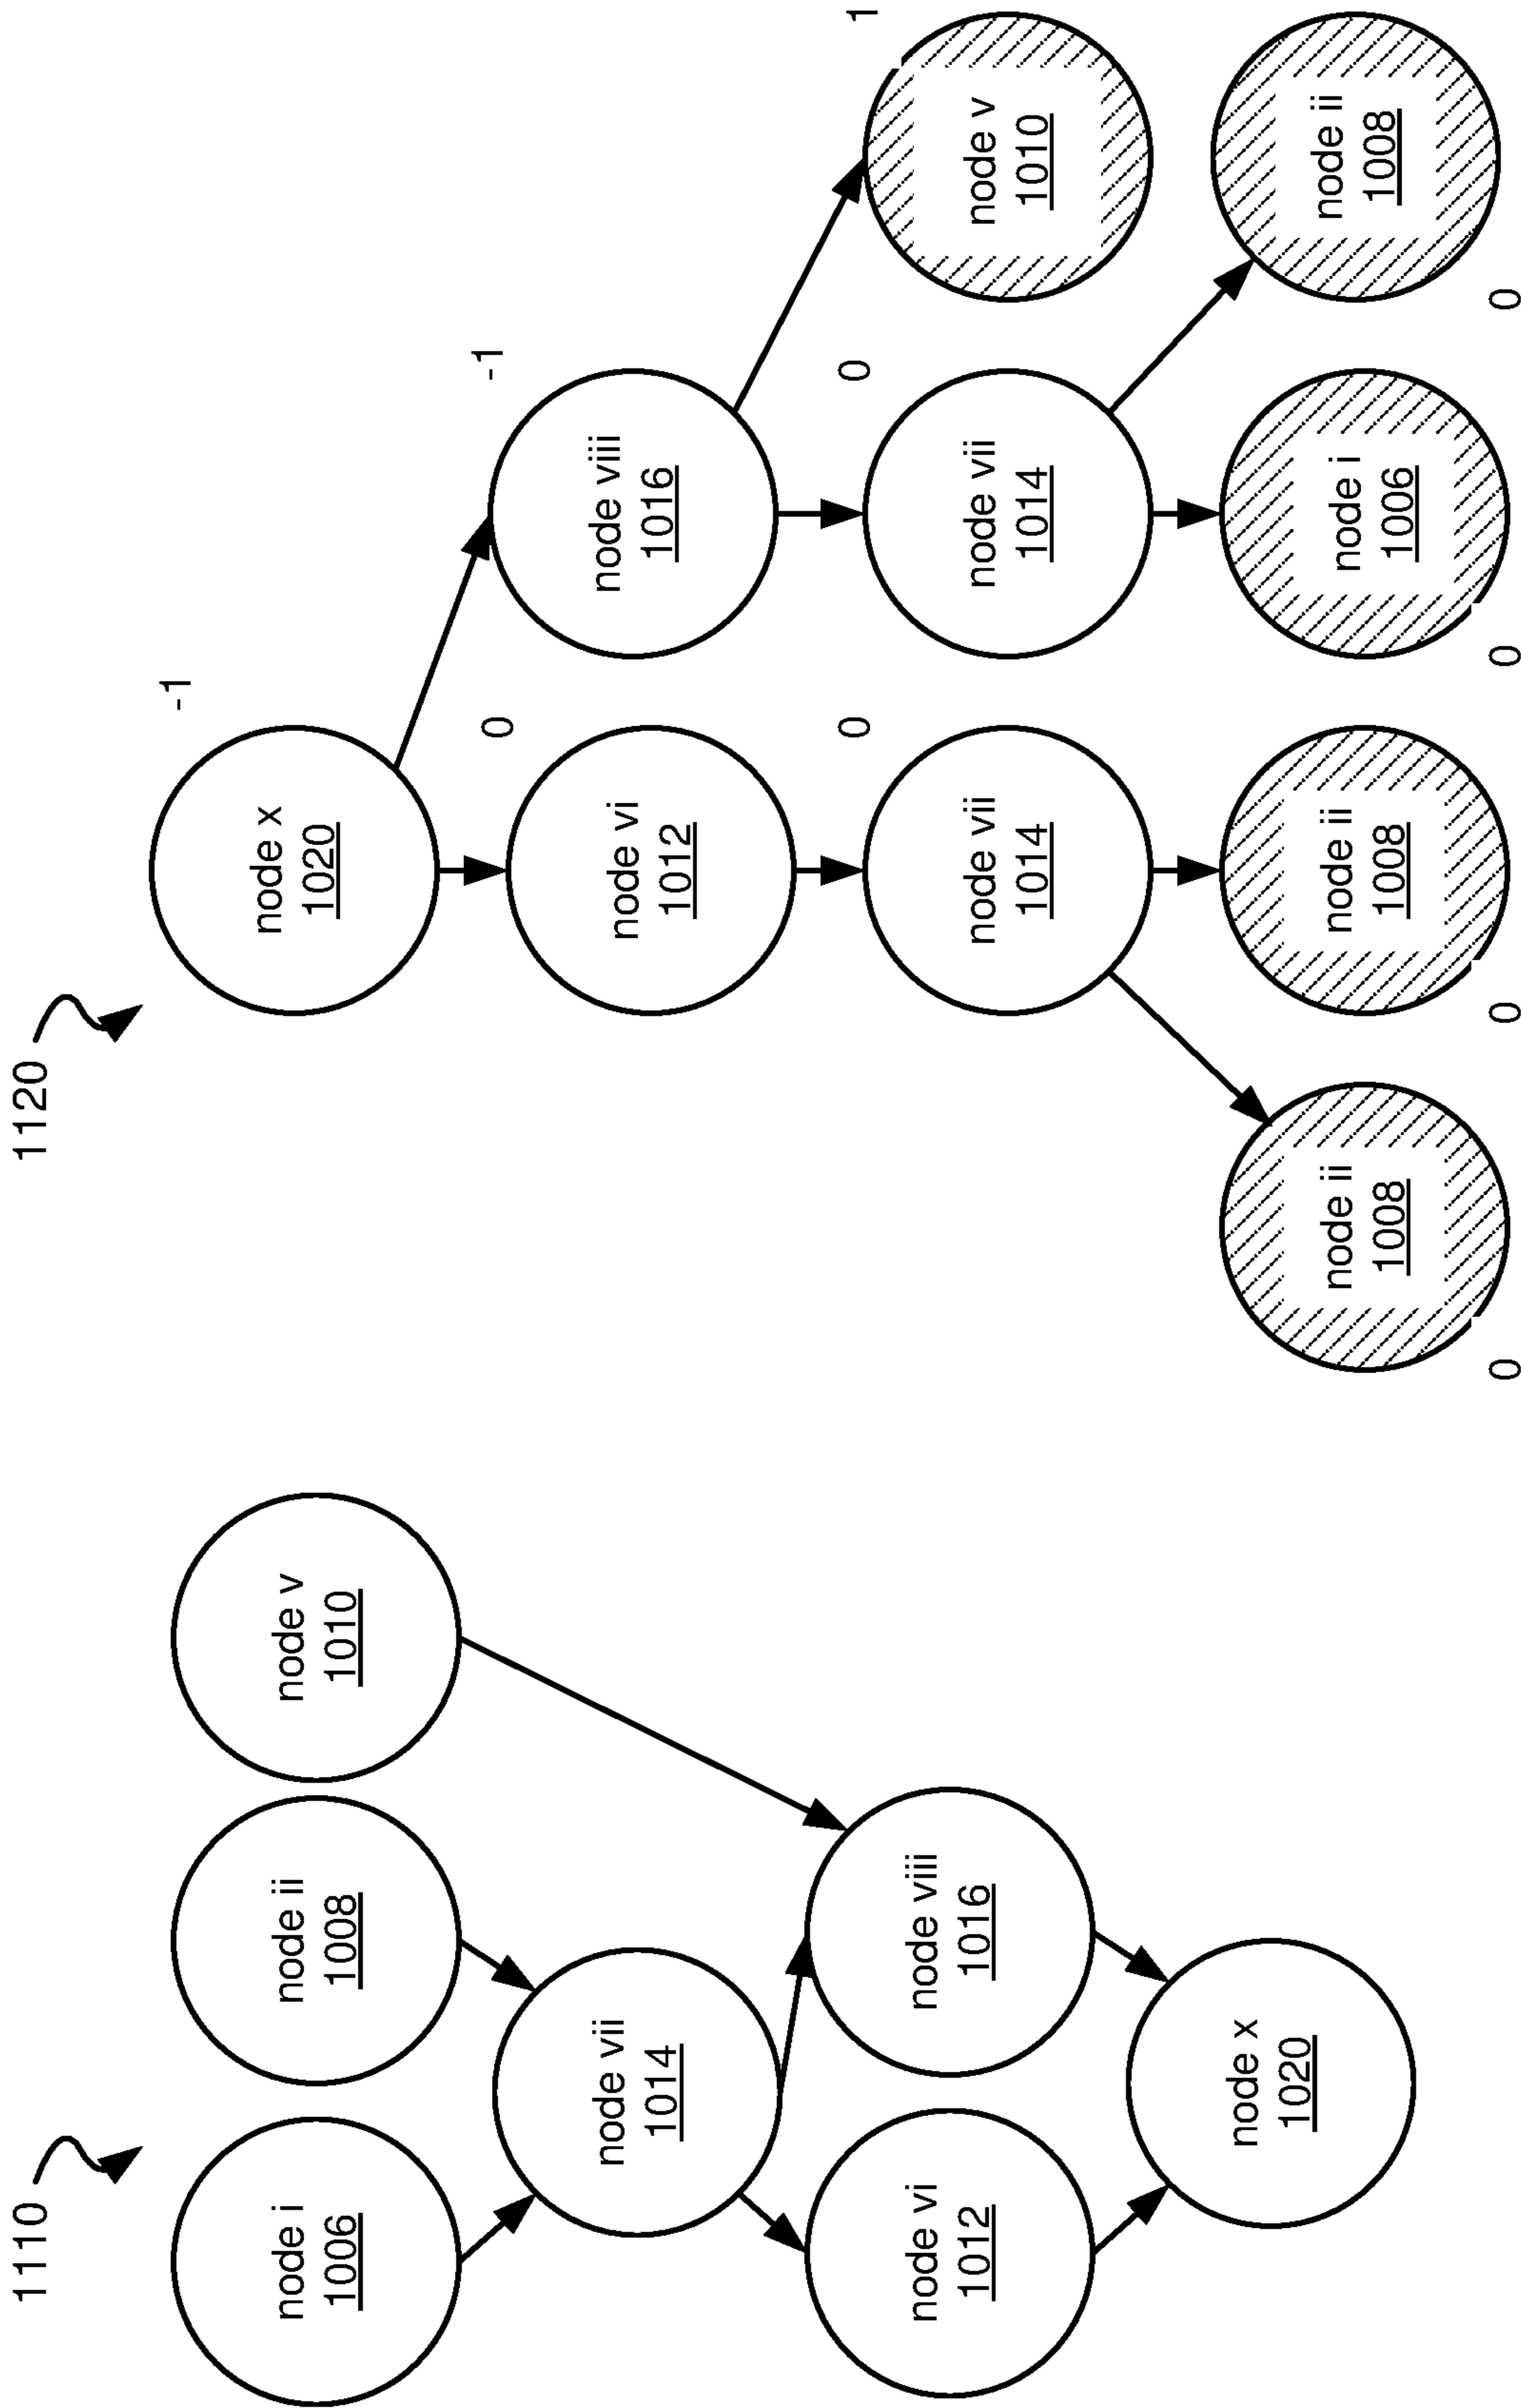 1110
node i
1006
node ii
1008
node v
1010
node vii
1014
node vi
1012
node viii
1016
node x
1020
1120
node x
1020
-1
node vi
1012
0
node viii
1016
-1
node vii
1014
0
node vii
1014
0
node v
1010
1
node ii
1008
0
node ii
1008
0
node i
1006
0
node iii
1008
0